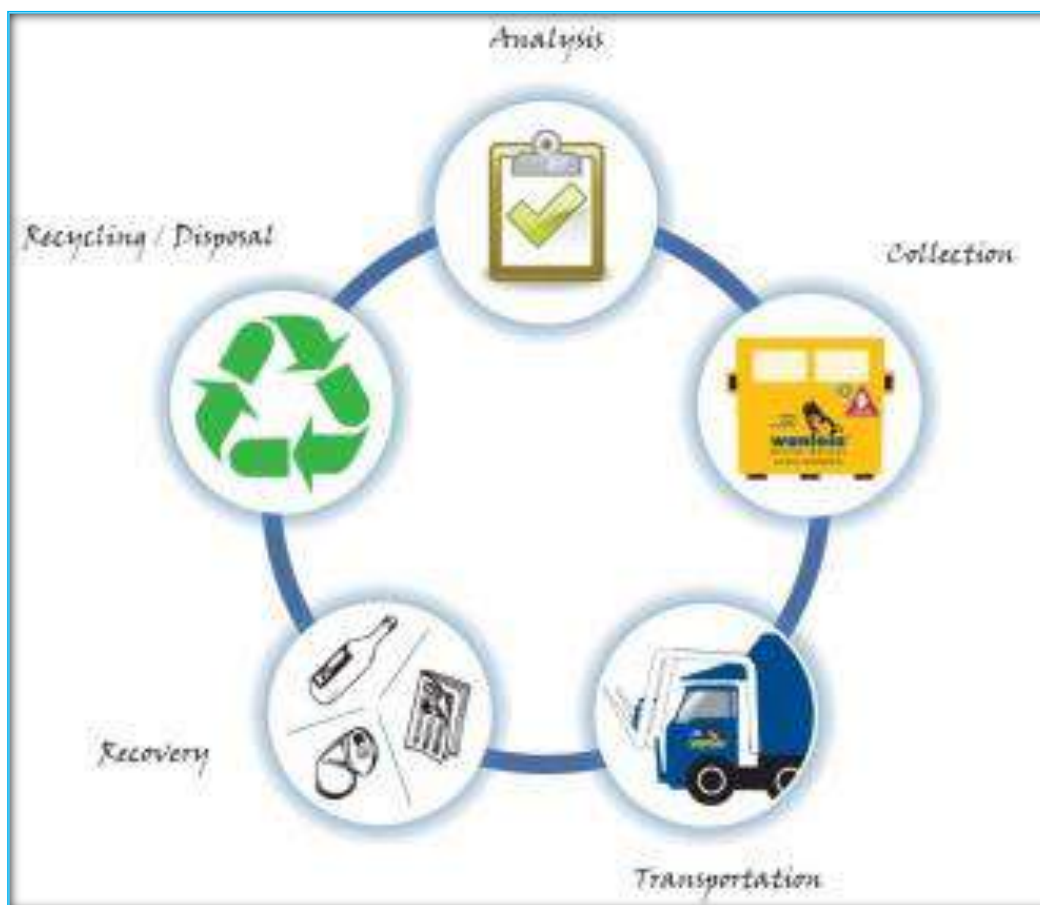 Analysis
Recycling / Disposal
Collection
Recovery
Transportation